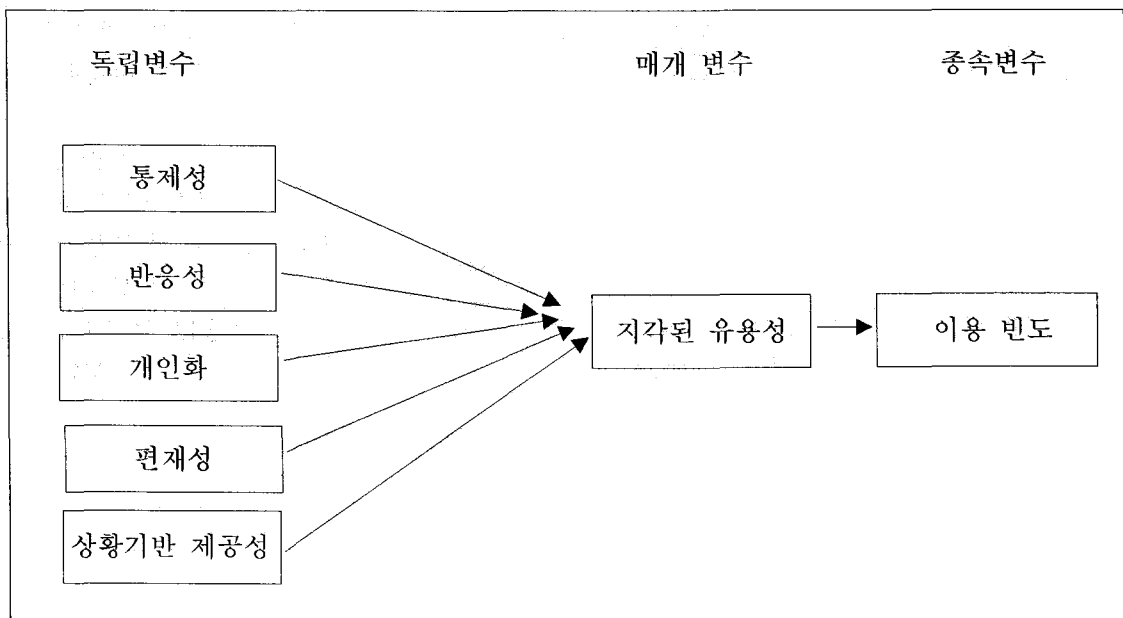 독립변수 매개 변수 종속변수
통제성
반응성
개인화
편재성
상황기반 제공성
지각된 유용성
이용 빈도